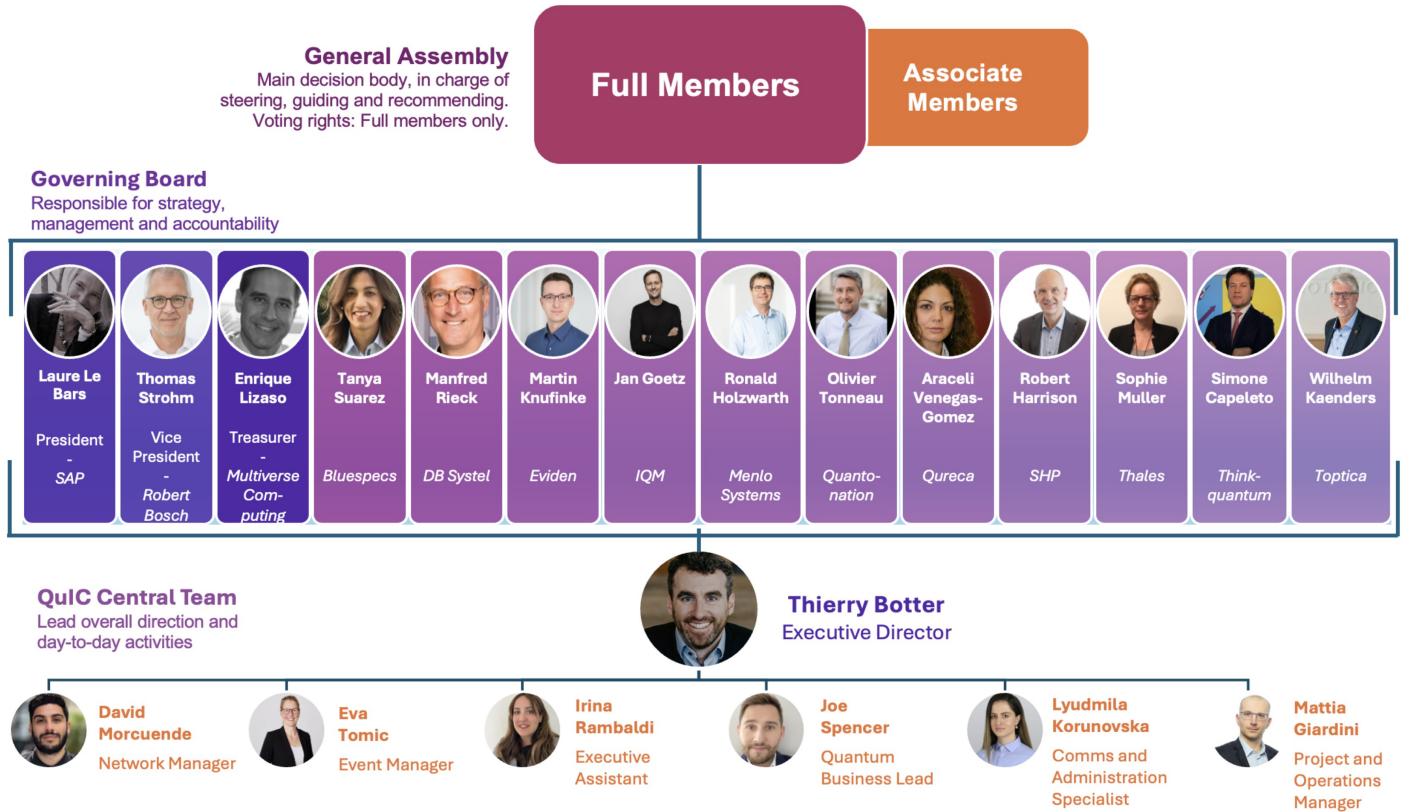 General Assembly
Main decision body, in charge of
steering, guiding and recommending.
Voting rights: Full members only.
Full Members
Associate
Members
Governing Board
Responsible for strategy,
management and accountability
Laure Le
Bars
President
-
SAP
Thomas
Strohm
Vice
President
-
Robert
Bosch
Enrique
Lizaso
Treasurer
-
Multiverse
Com-
puting
Tanya
Suarez
Bluespecs
Manfred
Rieck
DB Systel
Martin
Knufinke
Eviden
Jan Goetz
IQM
Ronald
Holzwarth
Menlo
Systems
Olivier
Tonneau
Quanto-
nation
Araceli
Venegas-
Gomez
Qureca
Robert
Harrison
SHP
Sophie
Muller
Thales
Simone
Capeleto
Think-
quantum
Wilhelm
Kaenders
Toptica
QuIC Central Team
Lead overall direction and
day-to-day activities
Thierry Botter
Executive Director
David
Morcuende
Network Manager
Eva
Tomic
Event Manager
Irina
Rambaldi
Executive
Assistant
Joe
Spencer
Quantum
Business Lead
Lyudmila
Korunovska
Comms and
Administration
Specialist
Mattia
Giardini
Project and
Operations
Manager